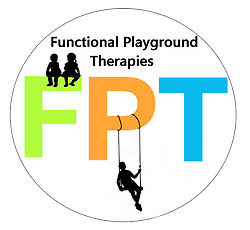 Functional Playground
Therapies
FPT